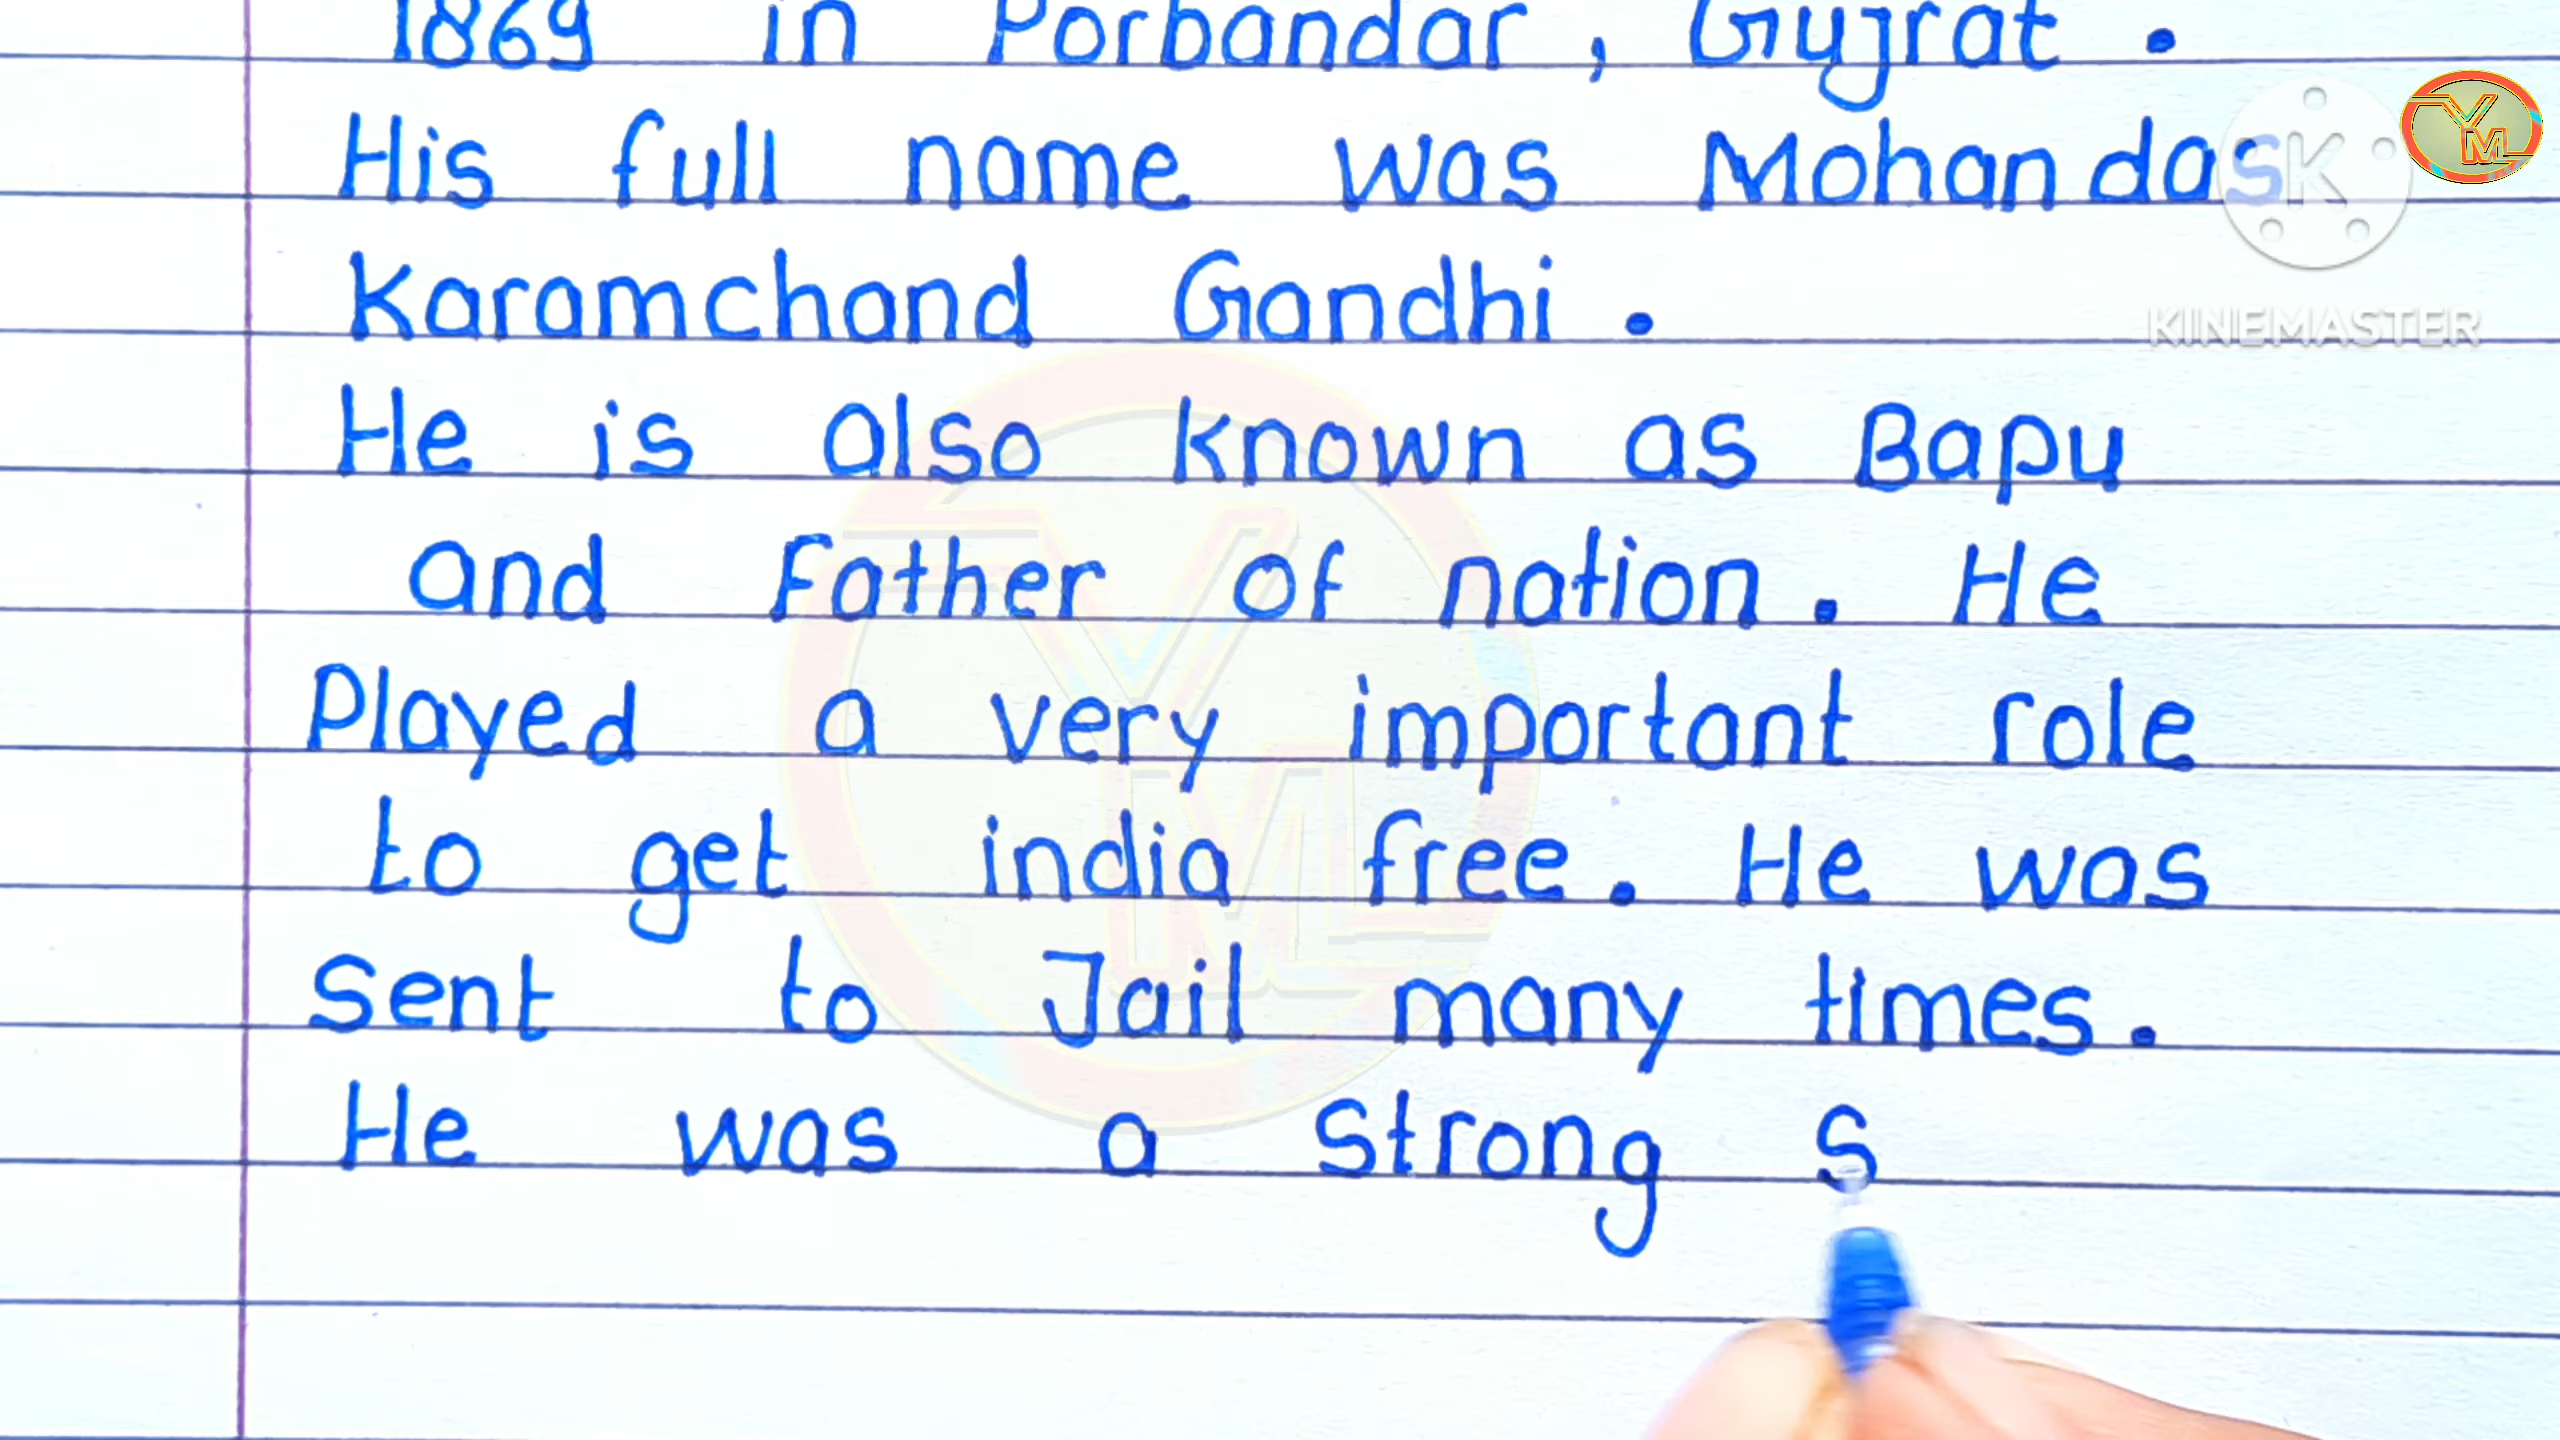 1869 in Porbandar, Gujrat.
His full name was Mohandas
SK
YM
Karamchand Gandhi.
KINEMASTER
He is also known as Bapu
and Father of nation. He
Played a very important role
to get india free. He was
Sent to Jail many times.
He was a Strong s